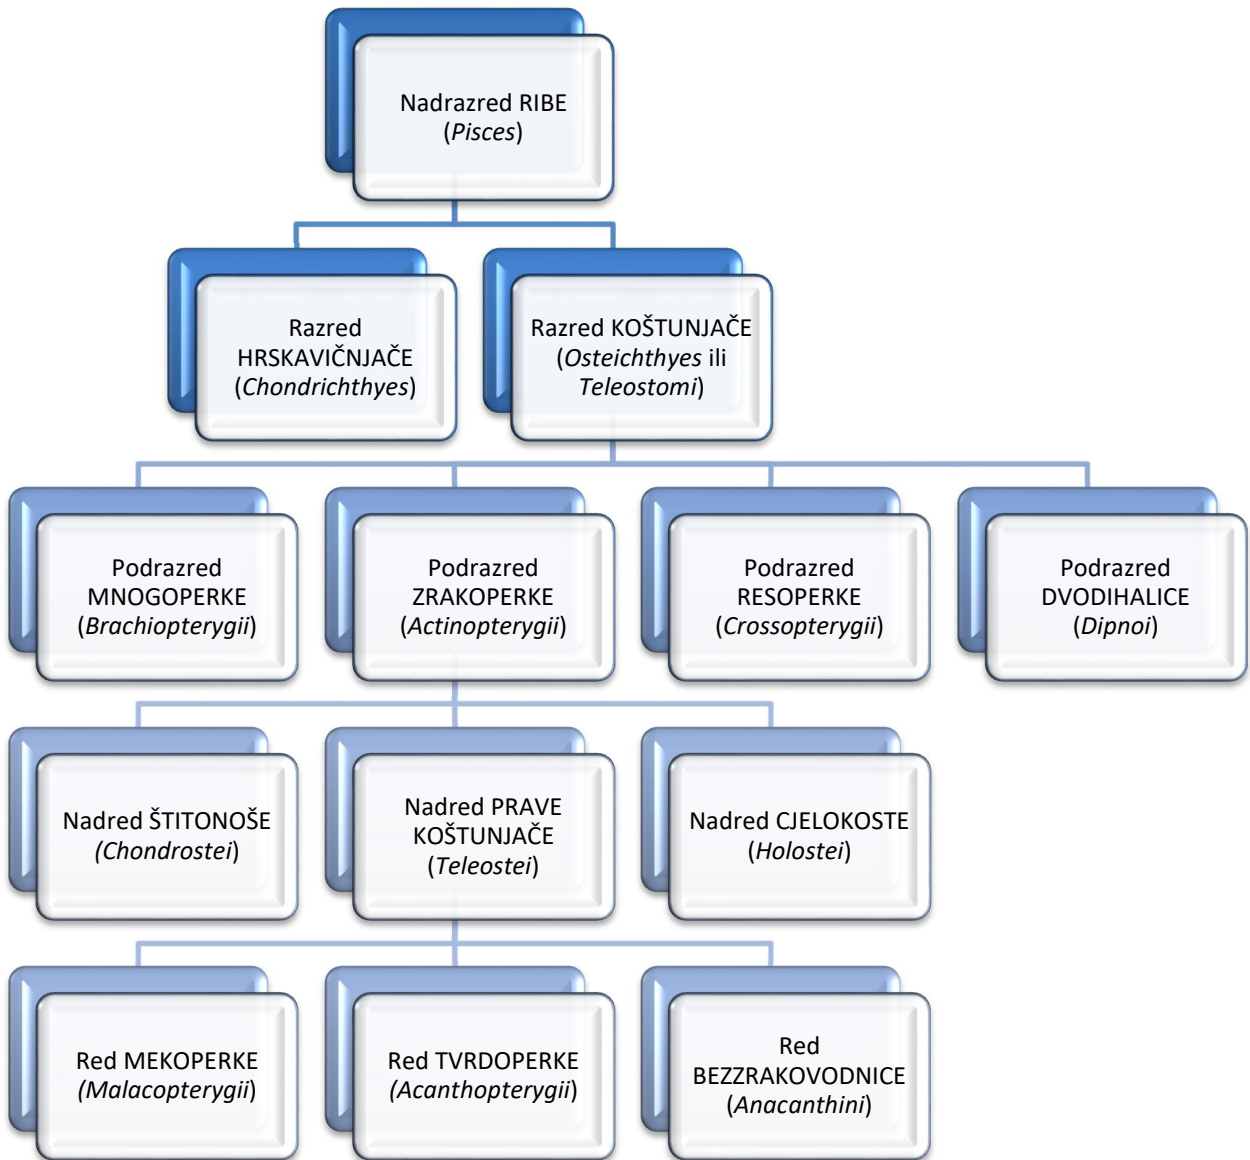 Nadrazred RIBE
(Pisces)
Razred
HRSKAVIČNJAČE
(Chondrichthyes)
Razred KOŠTUNJAČE
(Osteichthyes ili
Teleostomi)
Podrazred
MNOGOPERKE
(Brachiopterygii)
Podrazred
ZRAKOPERKE
(Actinopterygii)
Podrazred
RESOPERKE
(Crossopterygii)
Podrazred
DVODIHALICE
(Dipnoi)
Nadred ŠTITONOŠE
(Chondrostei)
Nadred PRAVE
KOŠTUNJAČE
(Teleostei)
Nadred CJELOKOSTE
(Holostei)
Red MEKOPERKE
(Malacopterygii)
Red TVRDOPERKE
(Acanthopterygii)
Red
BEZZRAKOVODNICE
(Anacanthini)